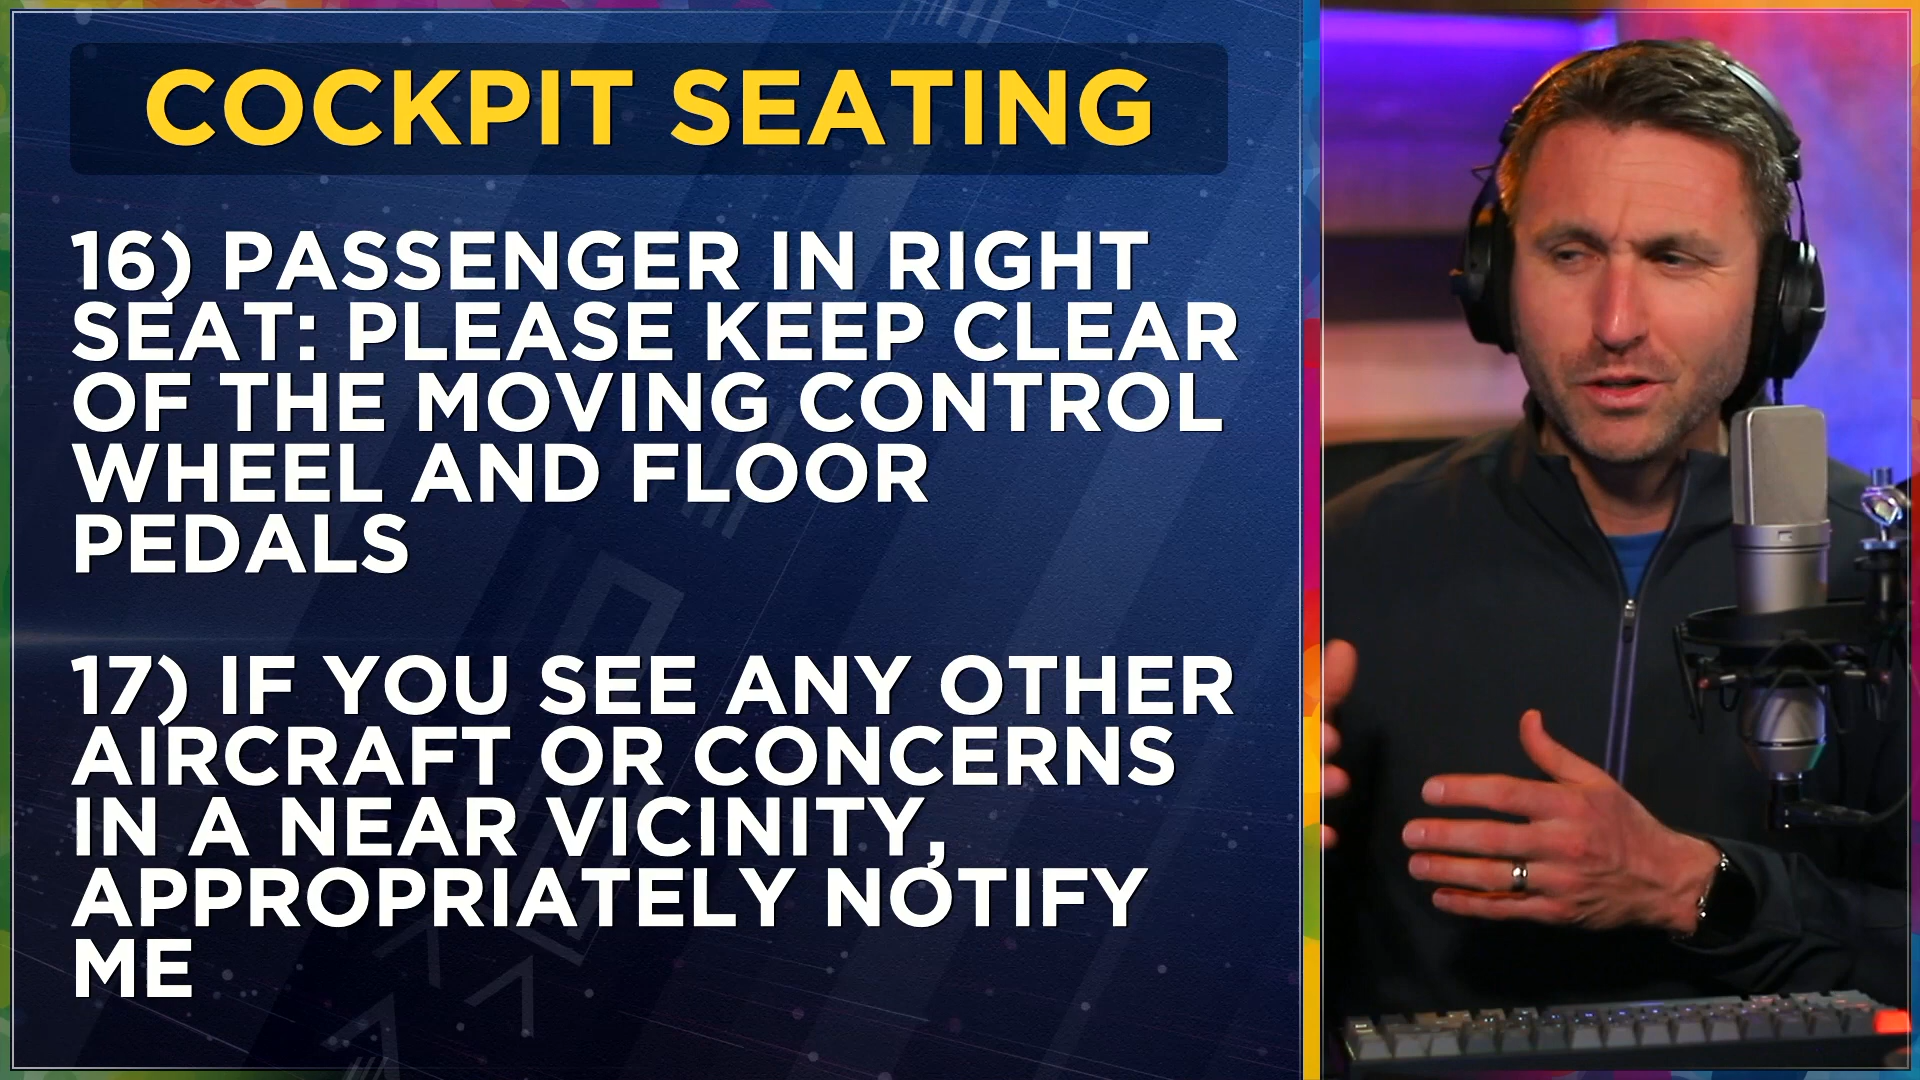 COCKPIT SEATING
16) PASSENGER IN RIGHT
SEAT: PLEASE KEEP CLEAR
OF THE MOVING CONTROL
WHEEL AND FLOOR
PEDALS
17) IF YOU SEE ANY OTHER
AIRCRAFT OR CONCERNS
IN A NEAR VICINITY,
APPROPRIATELY NOTIFY
ME